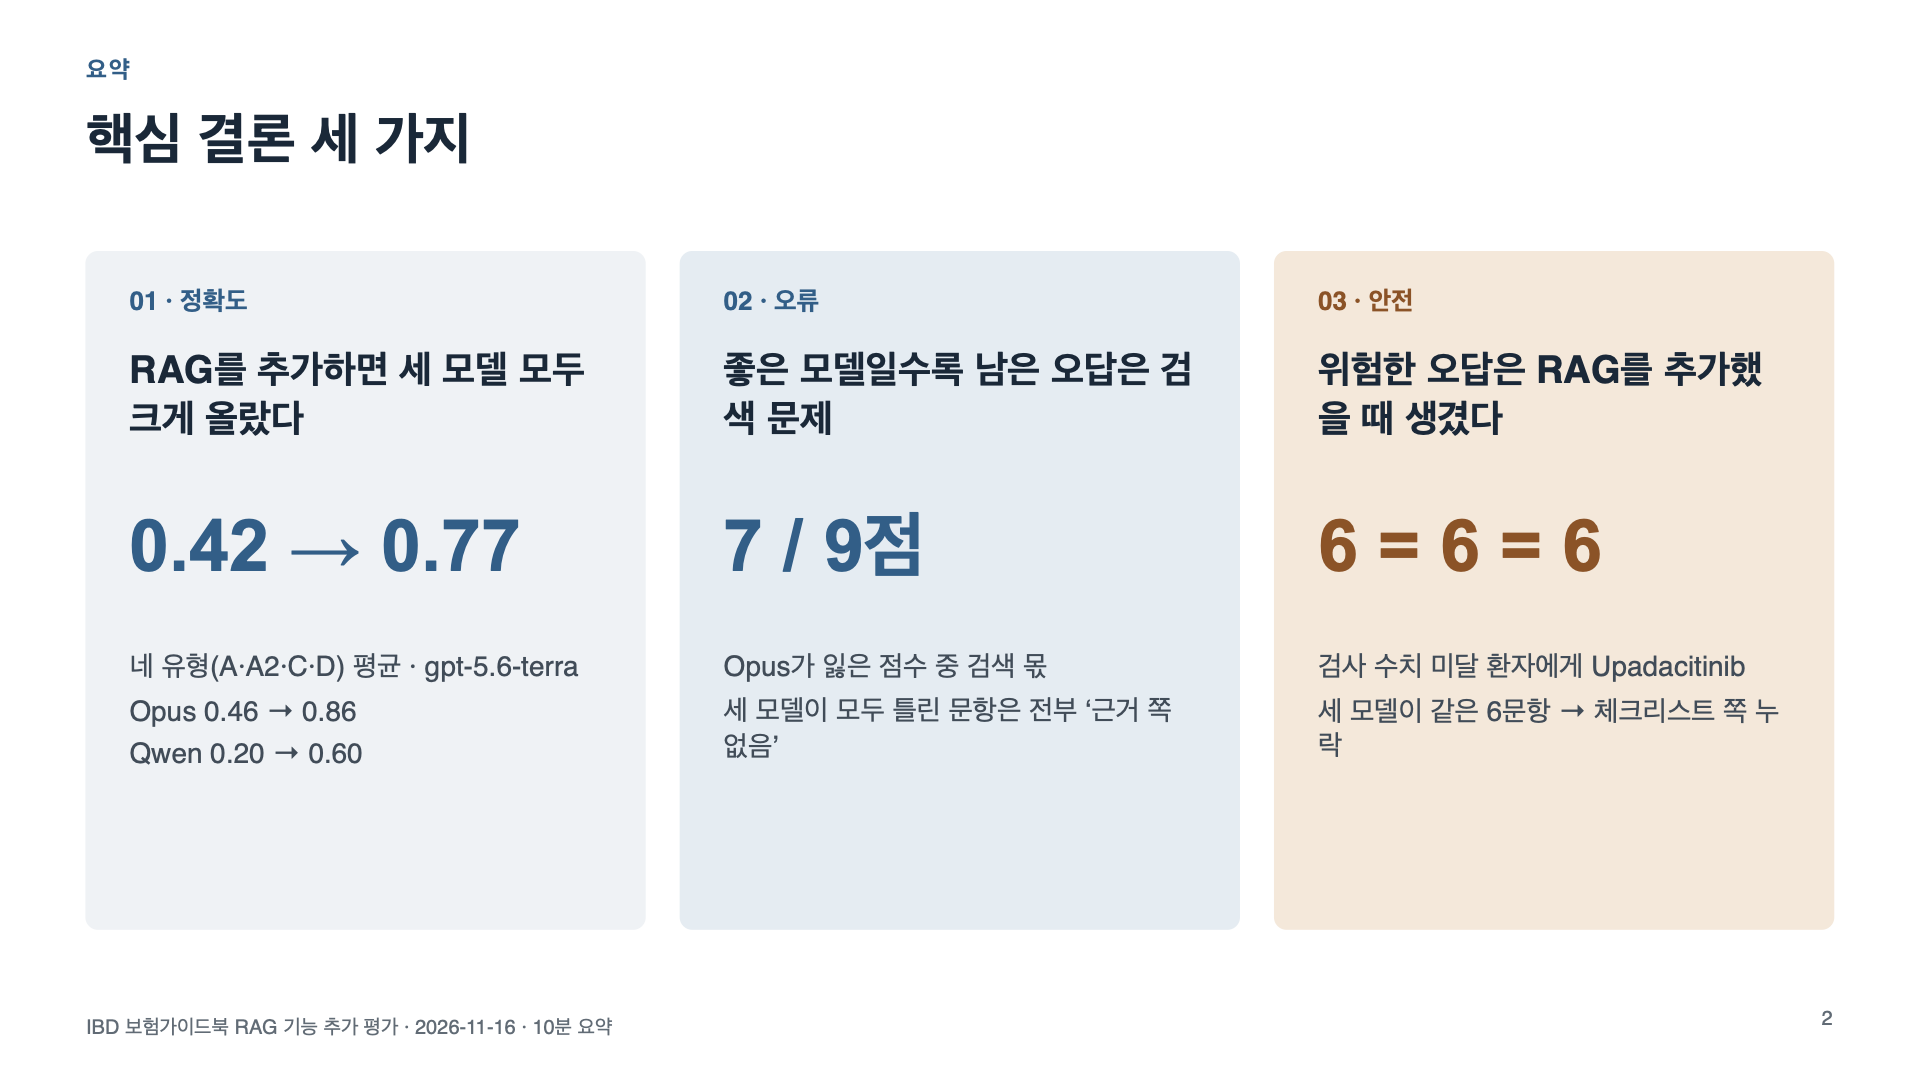 요약
핵심 결론 세 가지
01 · 정확도
RAG를 추가하면 세 모델 모두
크게 올랐다
0.42 → 0.77
네 유형(A·A2·C·D) 평균 · gpt-5.6-terra
Opus 0.46 → 0.86
Qwen 0.20 → 0.60
02 · 오류
좋은 모델일수록 남은 오답은 검
색 문제
7 / 9점
Opus가 잃은 점수 중 검색 몫
세 모델이 모두 틀린 문항은 전부 ‘근거 쪽
없음’
03 · 안전
위험한 오답은 RAG를 추가했
을 때 생겼다
6 = 6 = 6
검사 수치 미달 환자에게 Upadacitinib
세 모델이 같은 6문항 → 체크리스트 쪽 누
락
IBD 보험가이드북 RAG 기능 추가 평가 · 2026-11-16 · 10분 요약
2